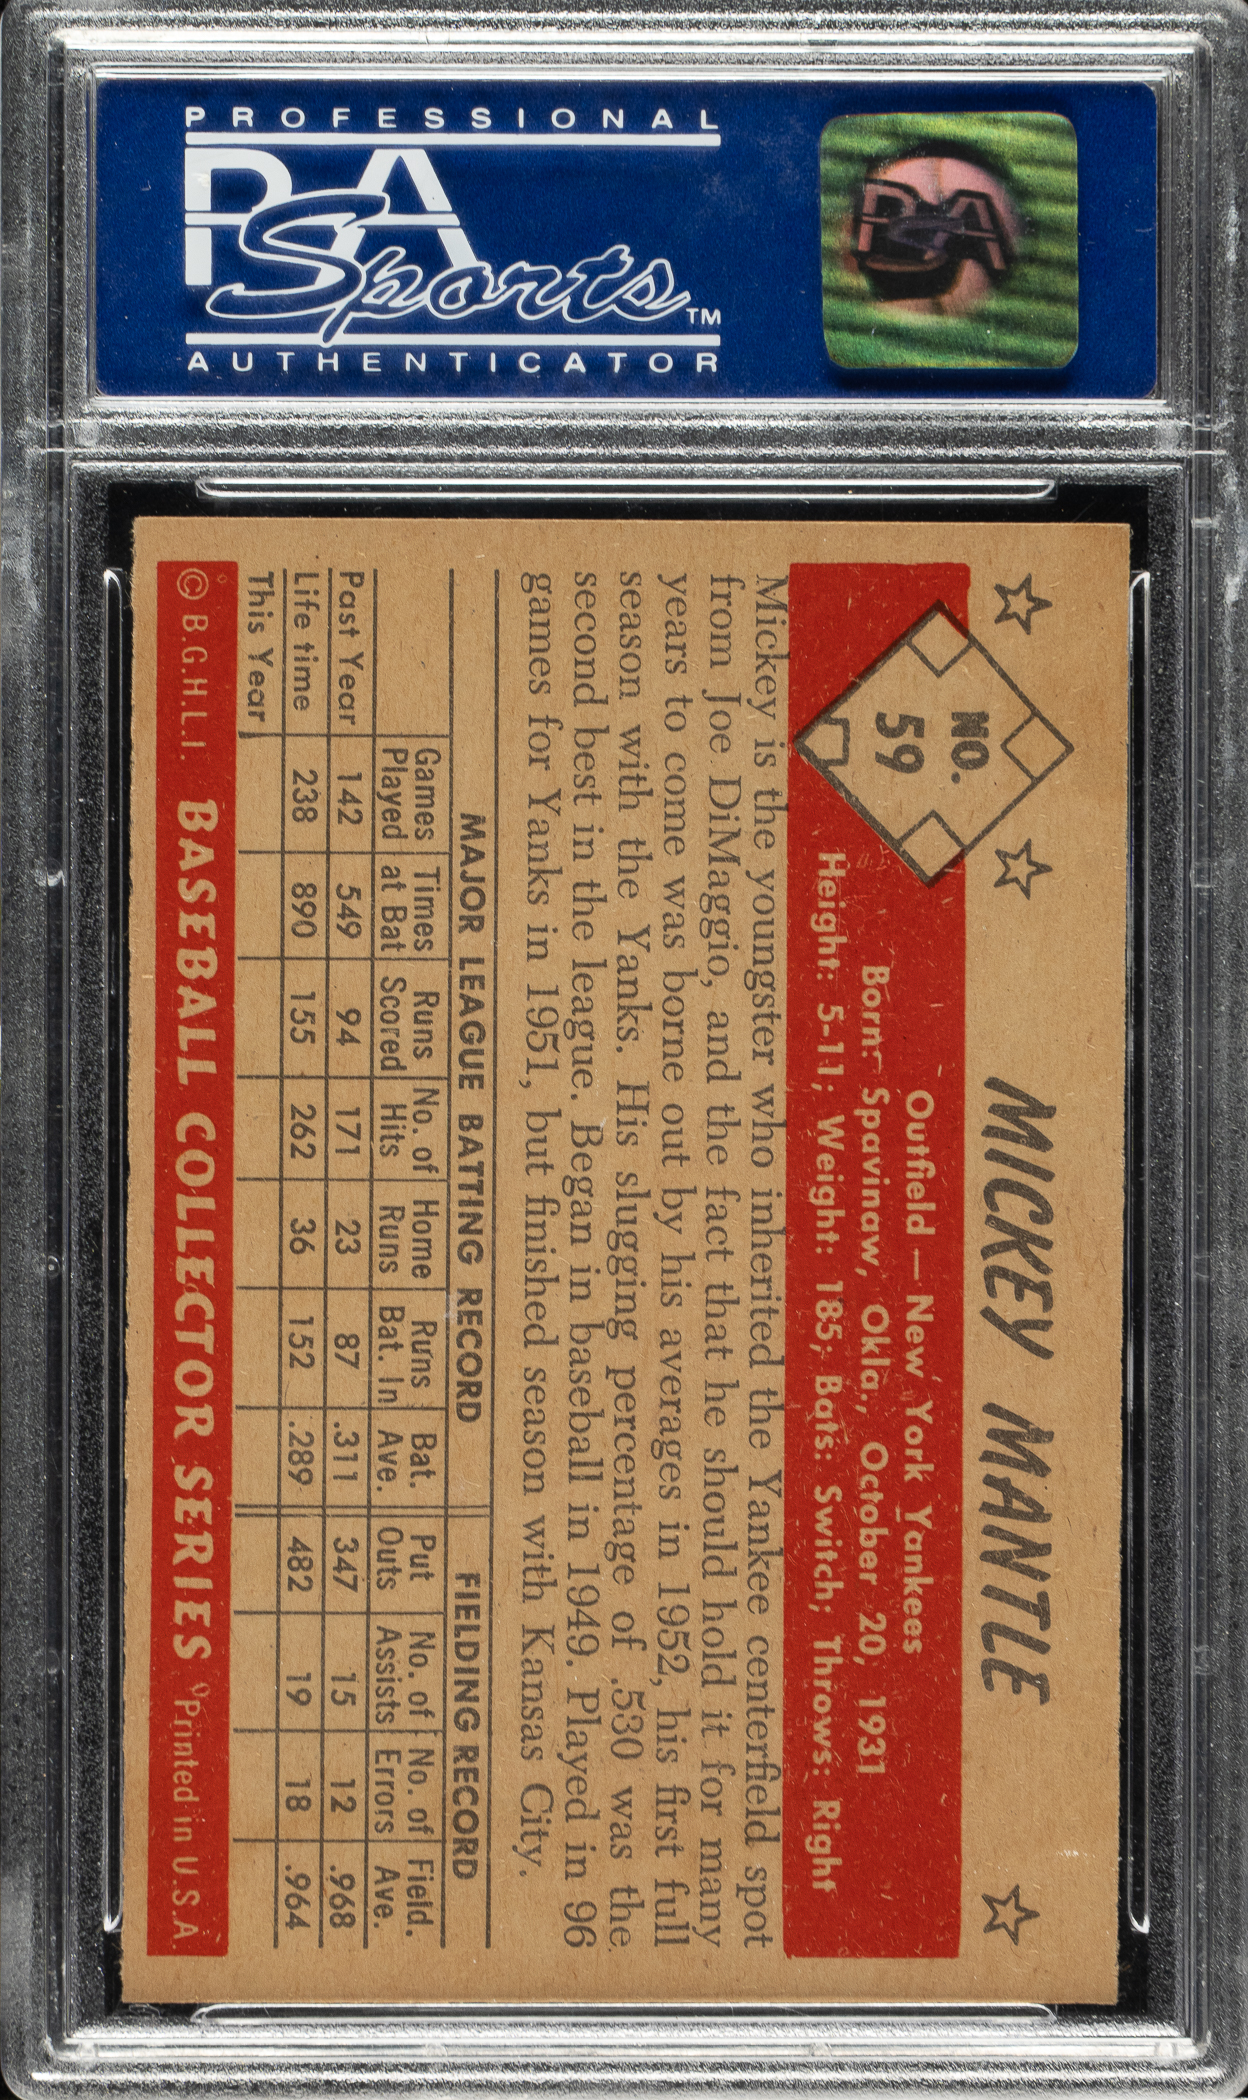 PROFESSIONAL
PSA
Sports™
AUTHENTICATOR
PSA
MICKEY MANTLE
NO.
59
Outfield — New York Yankees
Born: Spavinaw, Okla., October 20, 1931
Height: 5-11; Weight: 185; Bats: Switch; Throws: Right
Mickey is the youngster who inherited the Yankee centerfield spot
from Joe DiMaggio, and the fact that he should hold it for many
years to come was borne out by his averages in 1952, his first full
season with the Yanks. His slugging percentage of .530 was the
second best in the league. Began in baseball in 1949. Played in 96
games for Yanks in 1951, but finished season with Kansas City.
MAJOR LEAGUE BATTING RECORD FIELDING RECORD
Games Times Runs No. of Home Runs Bat. Put No. of No. of Field.
Played at Bat Scored Hits Runs Bat. In Ave. Outs Assists Errors Ave.
Past Year 142 549 94 171 23 87 .311 347 15 12 .968
Life time 238 890 155 262 36 152 .289 482 19 18 .964
This Year
© B.G.H.L.I. BASEBALL COLLECTOR SERIES Printed in U.S.A.